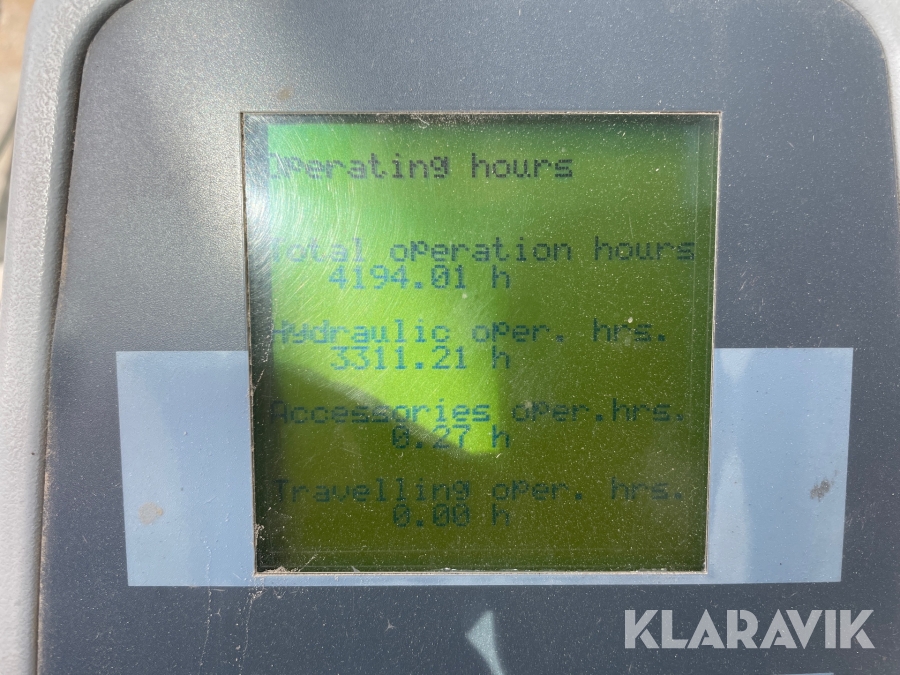 Operating hours
Total operation hours
4194.01 h
Hydraulic oper. hrs.
3311.21 h
Accessories oper.hrs.
0.27 h
Travelling oper. hrs.
0.00 h
KLARAVIK